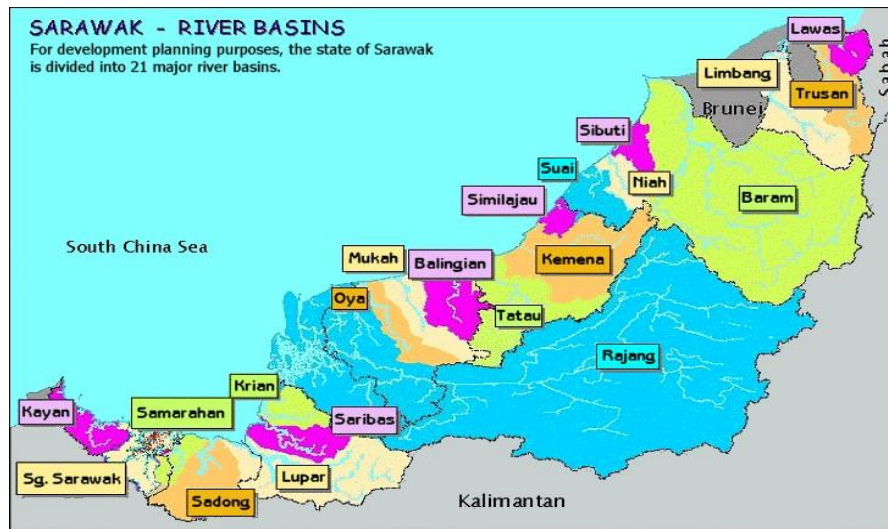 SARAWAK - RIVER BASINS
For development planning purposes, the state of Sarawak
is divided into 21 major river basins.
Lawas
Sabah
Limbang
Trusan
Brunei
Sibuti
Suai
Niah
Baram
Similajau
South China Sea
Mukah
Balingian
Kemena
Oya
Tatau
Rajang
Krian
Kayan
Samarahan
Saribas
Sg. Sarawak
Lupar
Sadong
Kalimantan